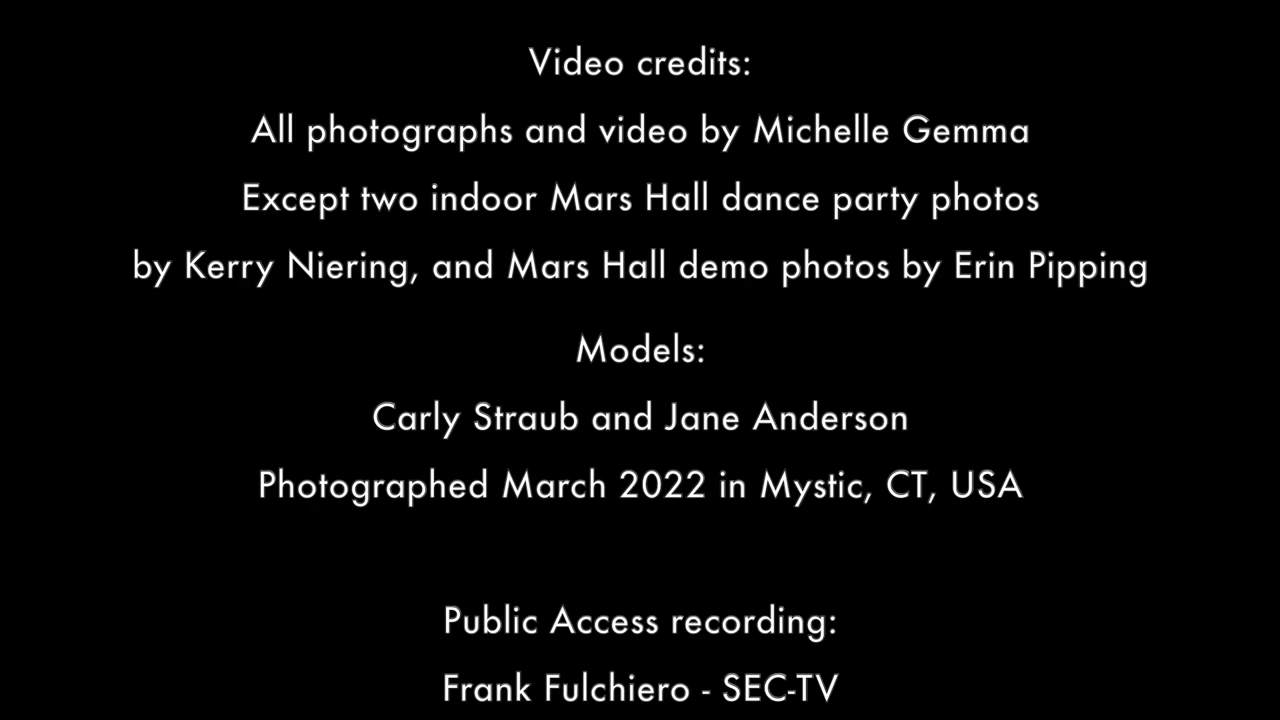 Video credits:
All photographs and video by Michelle Gemma
Except two indoor Mars Hall dance party photos
by Kerry Niering, and Mars Hall demo photos by Erin Pipping
Models:
Carly Straub and Jane Anderson
Photographed March 2022 in Mystic, CT, USA
Public Access recording:
Frank Fulchiero - SEC-TV